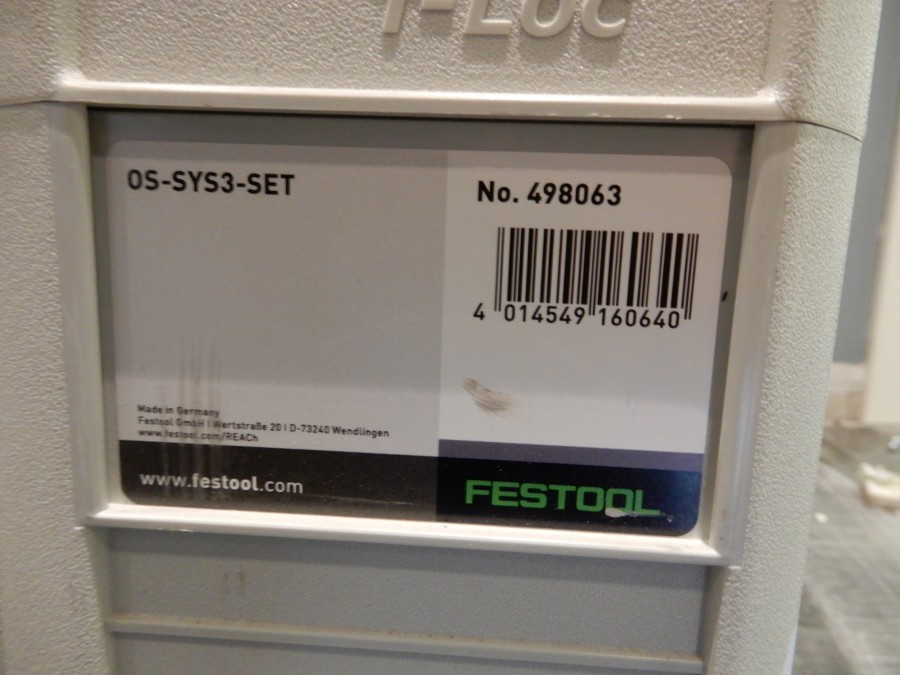 T-LOC
OS-SYS3-SET
No. 498063
4 014549 160640
Made in Germany
Festool GmbH I Wertstraße 20 I D-73240 Wendlingen
www.festool.com/REACh
www.festool.com
FESTOOL